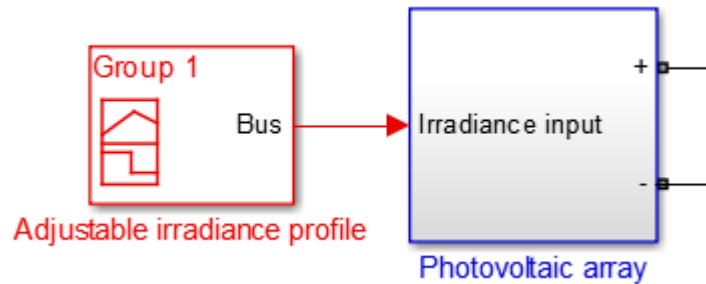 Group 1
Bus
Adjustable irradiance profile
Irradiance input
+
-
Photovoltaic array